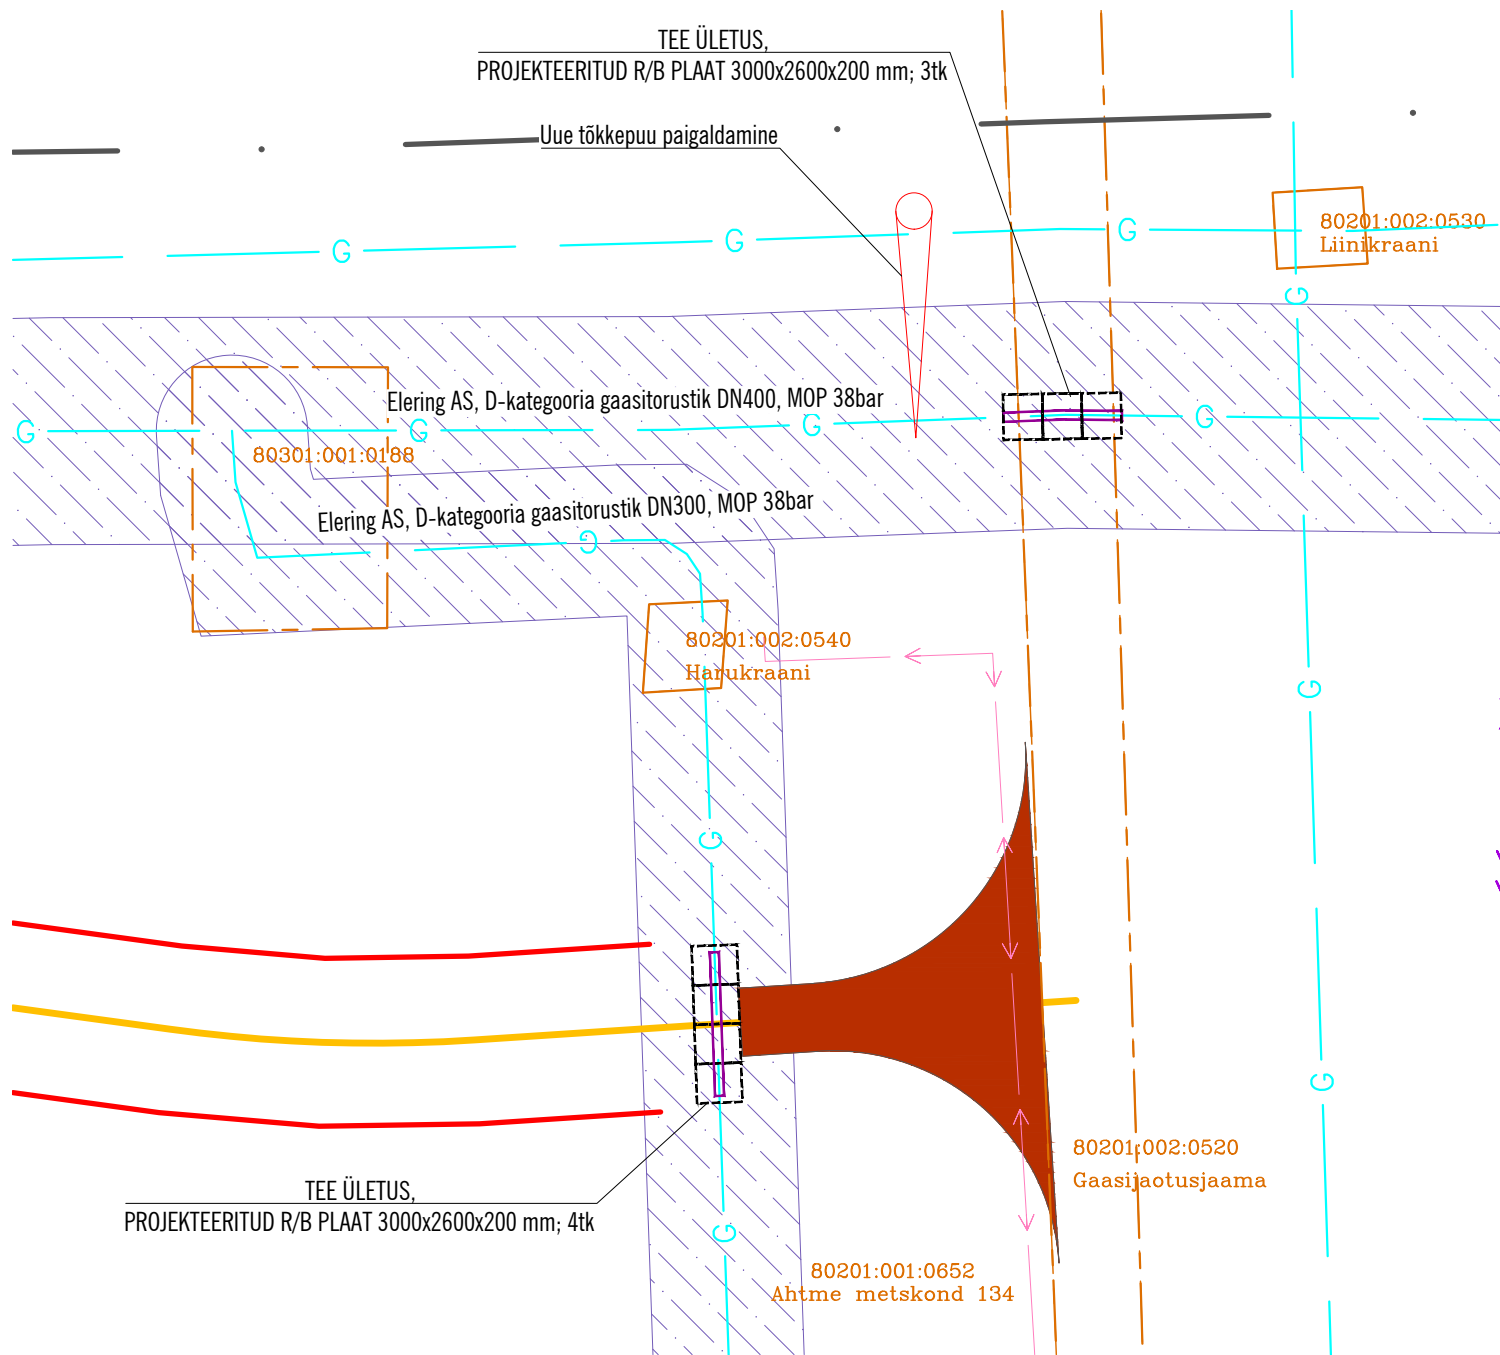 TEE ÜLETUS,
PROJEKTEERITUD R/B PLAAT 3000x2600x200 mm; 3tk
Uue tõkkepuu paigaldamine
80201:002:0530
Liinikraani
G
G
G
G
Elering AS, D-kategooria gaasitorustik DN400, MOP 38bar
G
G
G
G
80301:001:0188
Elering AS, D-kategooria gaasitorustik DN300, MOP 38bar
G
80201:002:0540
Harukraani
G
G
G
80201:002:0520
Gaasijaotusjaama
TEE ÜLETUS,
PROJEKTEERITUD R/B PLAAT 3000x2600x200 mm; 4tk
G
80201:001:0652
Ahtme metskond 134